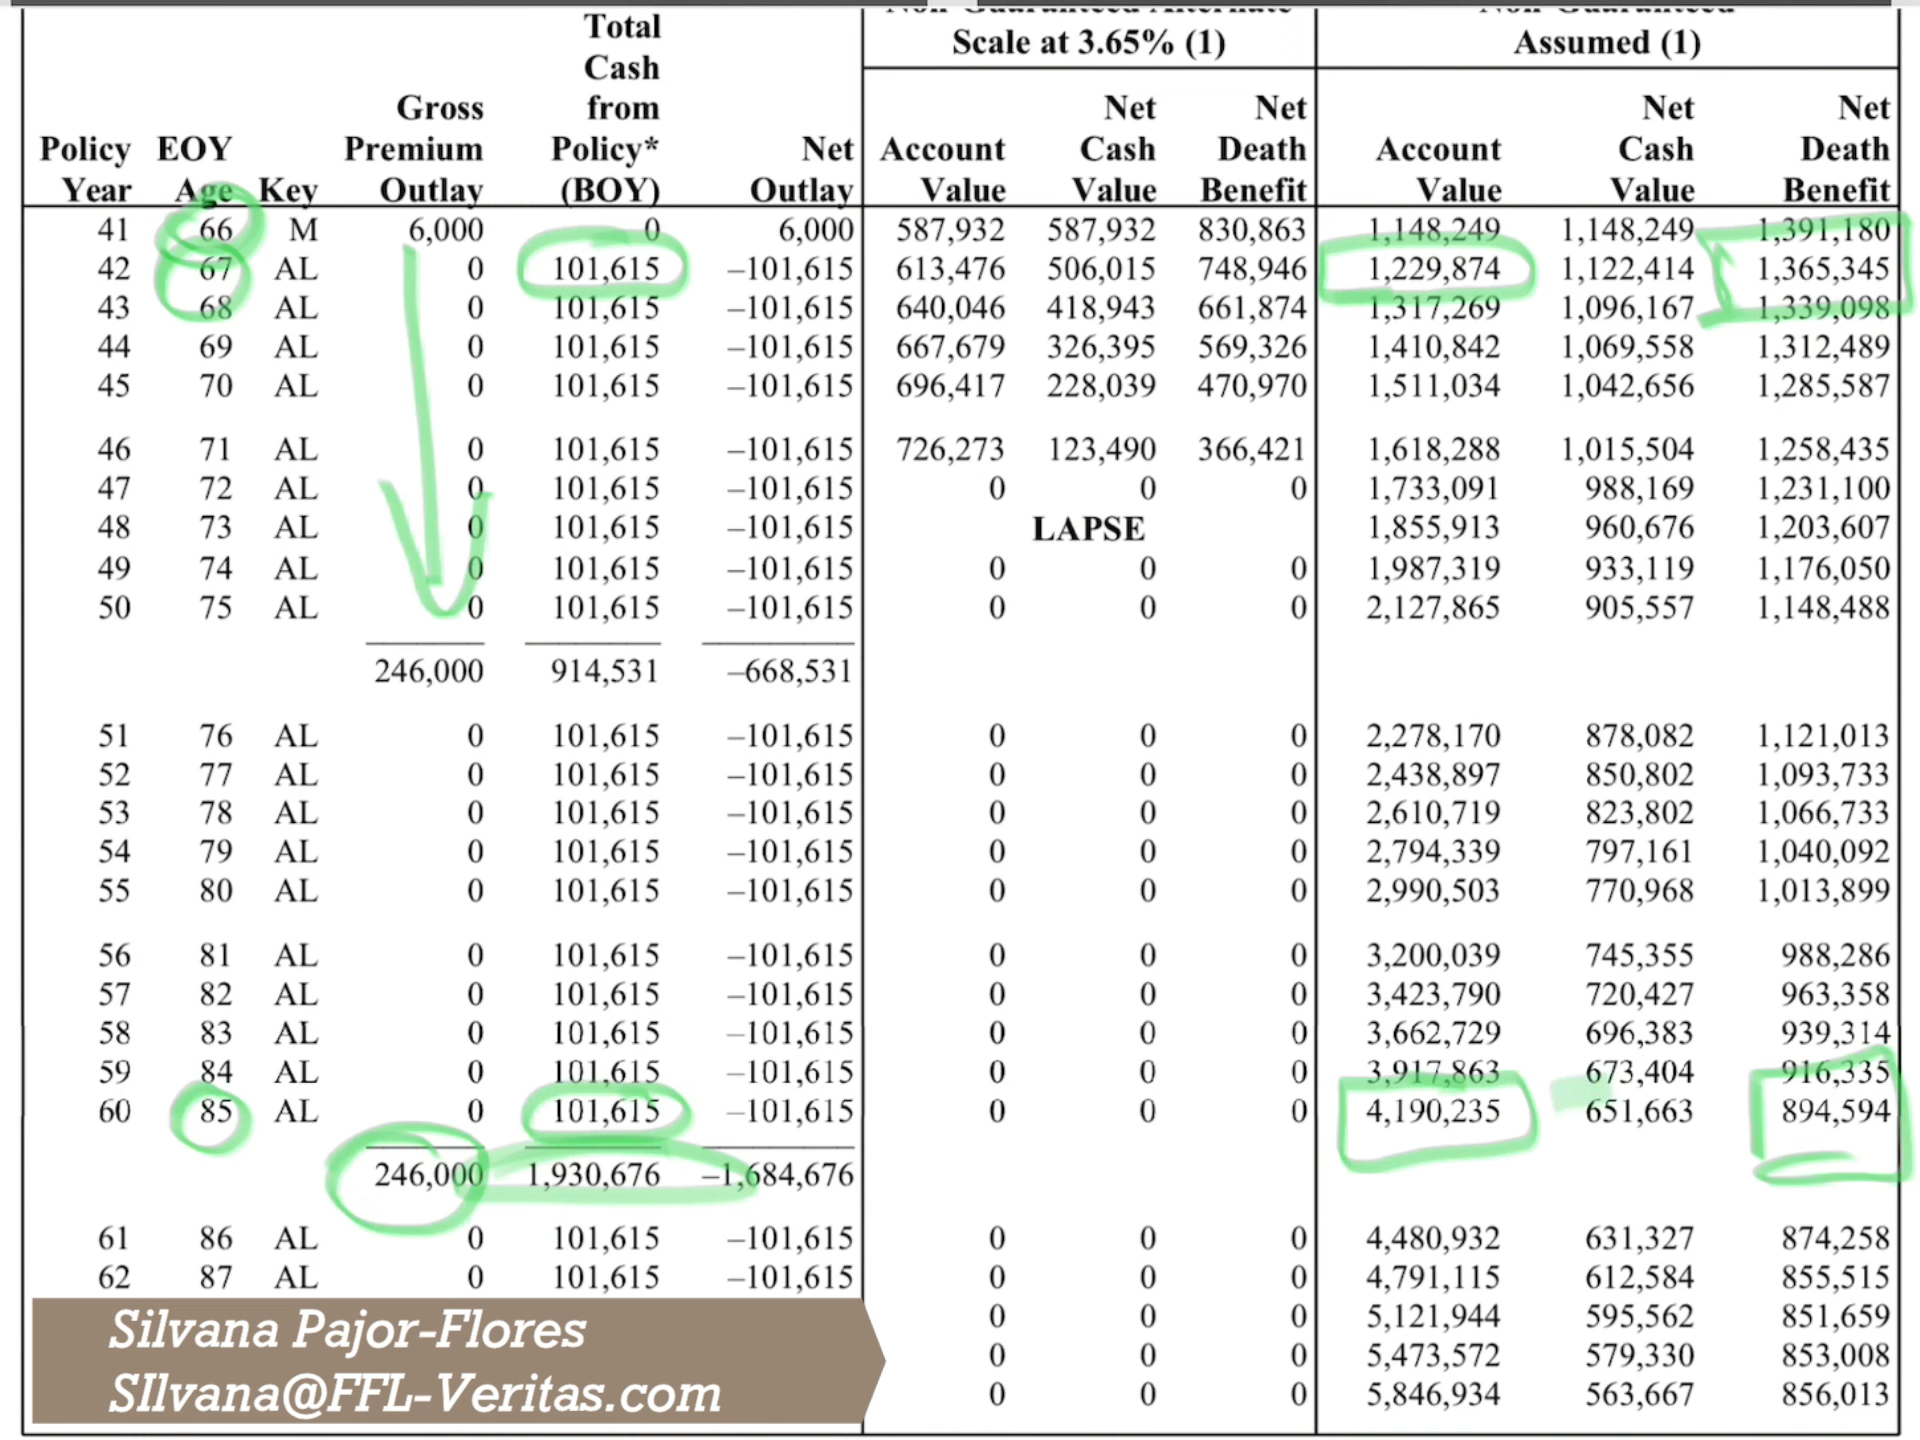 Non-Guaranteed Alternate Non-Guaranteed
Total Scale at 3.65% (1) Assumed (1)
Cash
Gross from Net Net Net Net
Policy EOY Premium Policy* Net Account Cash Death Account Cash Death
Year Age Key Outlay (BOY) Outlay Value Value Benefit Value Value Benefit
41 66 M 6,000 0 6,000 587,932 587,932 830,863 1,148,249 1,148,249 1,391,180
42 67 AL 0 101,615 –101,615 613,476 506,015 748,946 1,229,874 1,122,414 1,365,345
43 68 AL 0 101,615 –101,615 640,046 418,943 661,874 1,317,269 1,096,167 1,339,098
44 69 AL 0 101,615 –101,615 667,679 326,395 569,326 1,410,842 1,069,558 1,312,489
45 70 AL 0 101,615 –101,615 696,417 228,039 470,970 1,511,034 1,042,656 1,285,587
46 71 AL 0 101,615 –101,615 726,273 123,490 366,421 1,618,288 1,015,504 1,258,435
47 72 AL 0 101,615 –101,615 0 0 0 1,733,091 988,169 1,231,100
48 73 AL 0 101,615 –101,615 LAPSE 1,855,913 960,676 1,203,607
49 74 AL 0 101,615 –101,615 0 0 0 1,987,319 933,119 1,176,050
50 75 AL 0 101,615 –101,615 0 0 0 2,127,865 905,557 1,148,488
246,000 914,531 –668,531
51 76 AL 0 101,615 –101,615 0 0 0 2,278,170 878,082 1,121,013
52 77 AL 0 101,615 –101,615 0 0 0 2,438,897 850,802 1,093,733
53 78 AL 0 101,615 –101,615 0 0 0 2,610,719 823,802 1,066,733
54 79 AL 0 101,615 –101,615 0 0 0 2,794,339 797,161 1,040,092
55 80 AL 0 101,615 –101,615 0 0 0 2,990,503 770,968 1,013,899
56 81 AL 0 101,615 –101,615 0 0 0 3,200,039 745,355 988,286
57 82 AL 0 101,615 –101,615 0 0 0 3,423,790 720,427 963,358
58 83 AL 0 101,615 –101,615 0 0 0 3,662,729 696,383 939,314
59 84 AL 0 101,615 –101,615 0 0 0 3,917,863 673,404 916,335
60 85 AL 0 101,615 –101,615 0 0 0 4,190,235 651,663 894,594
246,000 1,930,676 –1,684,676
61 86 AL 0 101,615 –101,615 0 0 0 4,480,932 631,327 874,258
62 87 AL 0 101,615 –101,615 0 0 0 4,791,115 612,584 855,515
0 0 0 5,121,944 595,562 851,659
0 0 0 5,473,572 579,330 853,008
0 0 0 5,846,934 563,667 856,013
Silvana Pajor-Flores
SIlvana@FFL-Veritas.com